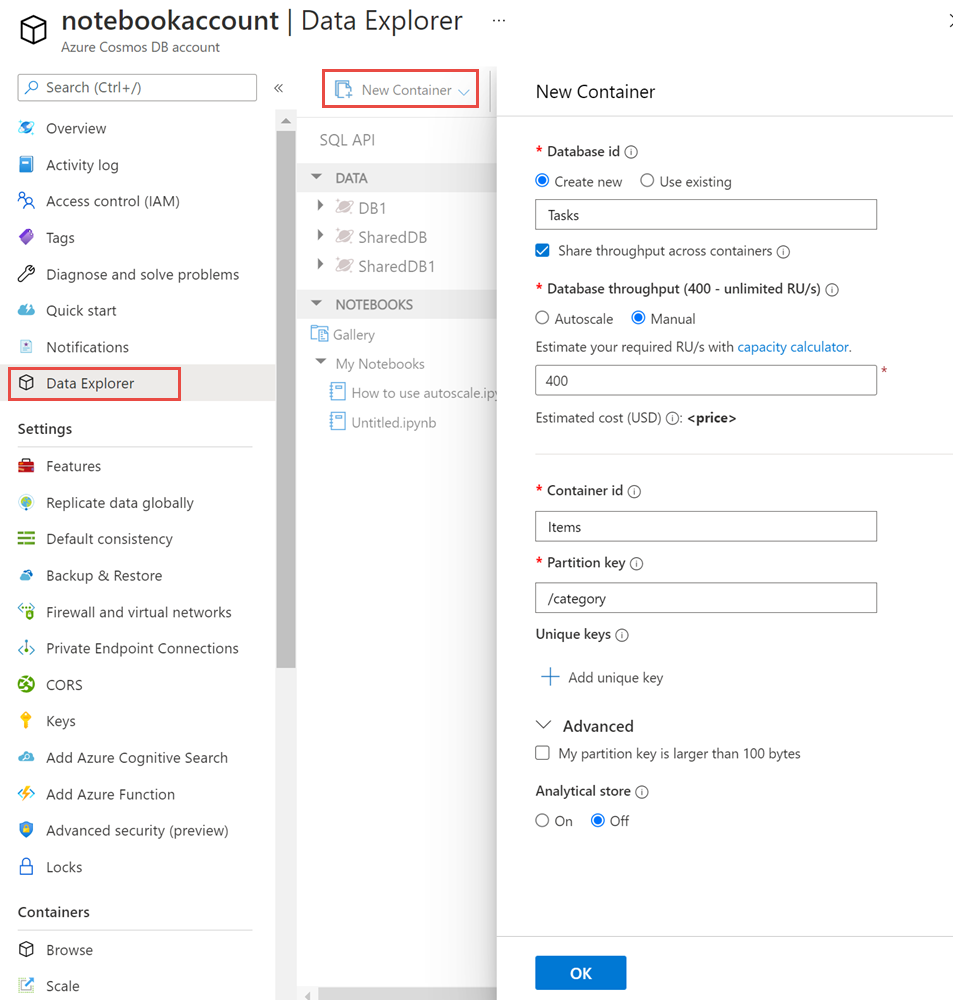 notebookaccount | Data Explorer ...
Azure Cosmos DB account
Search (Ctrl+/)
«
Overview
Activity log
Access control (IAM)
Tags
Diagnose and solve problems
Quick start
Notifications
Data Explorer
Settings
Features
Replicate data globally
Default consistency
Backup & Restore
Firewall and virtual networks
Private Endpoint Connections
CORS
Keys
Add Azure Cognitive Search
Add Azure Function
Advanced security (preview)
Locks
Containers
Browse
Scale
New Container
SQL API
DATA
DB1
SharedDB
SharedDB1
NOTEBOOKS
Gallery
My Notebooks
How to use autoscale.ipy
Untitled.ipynb
New Container
* Database id
Create new Use existing
Tasks
Share throughput across containers
* Database throughput (400 - unlimited RU/s)
Autoscale Manual
Estimate your required RU/s with capacity calculator.
400 *
Estimated cost (USD) : <price>
* Container id
Items
* Partition key
/category
Unique keys
Add unique key
Advanced
My partition key is larger than 100 bytes
Analytical store
On Off
OK